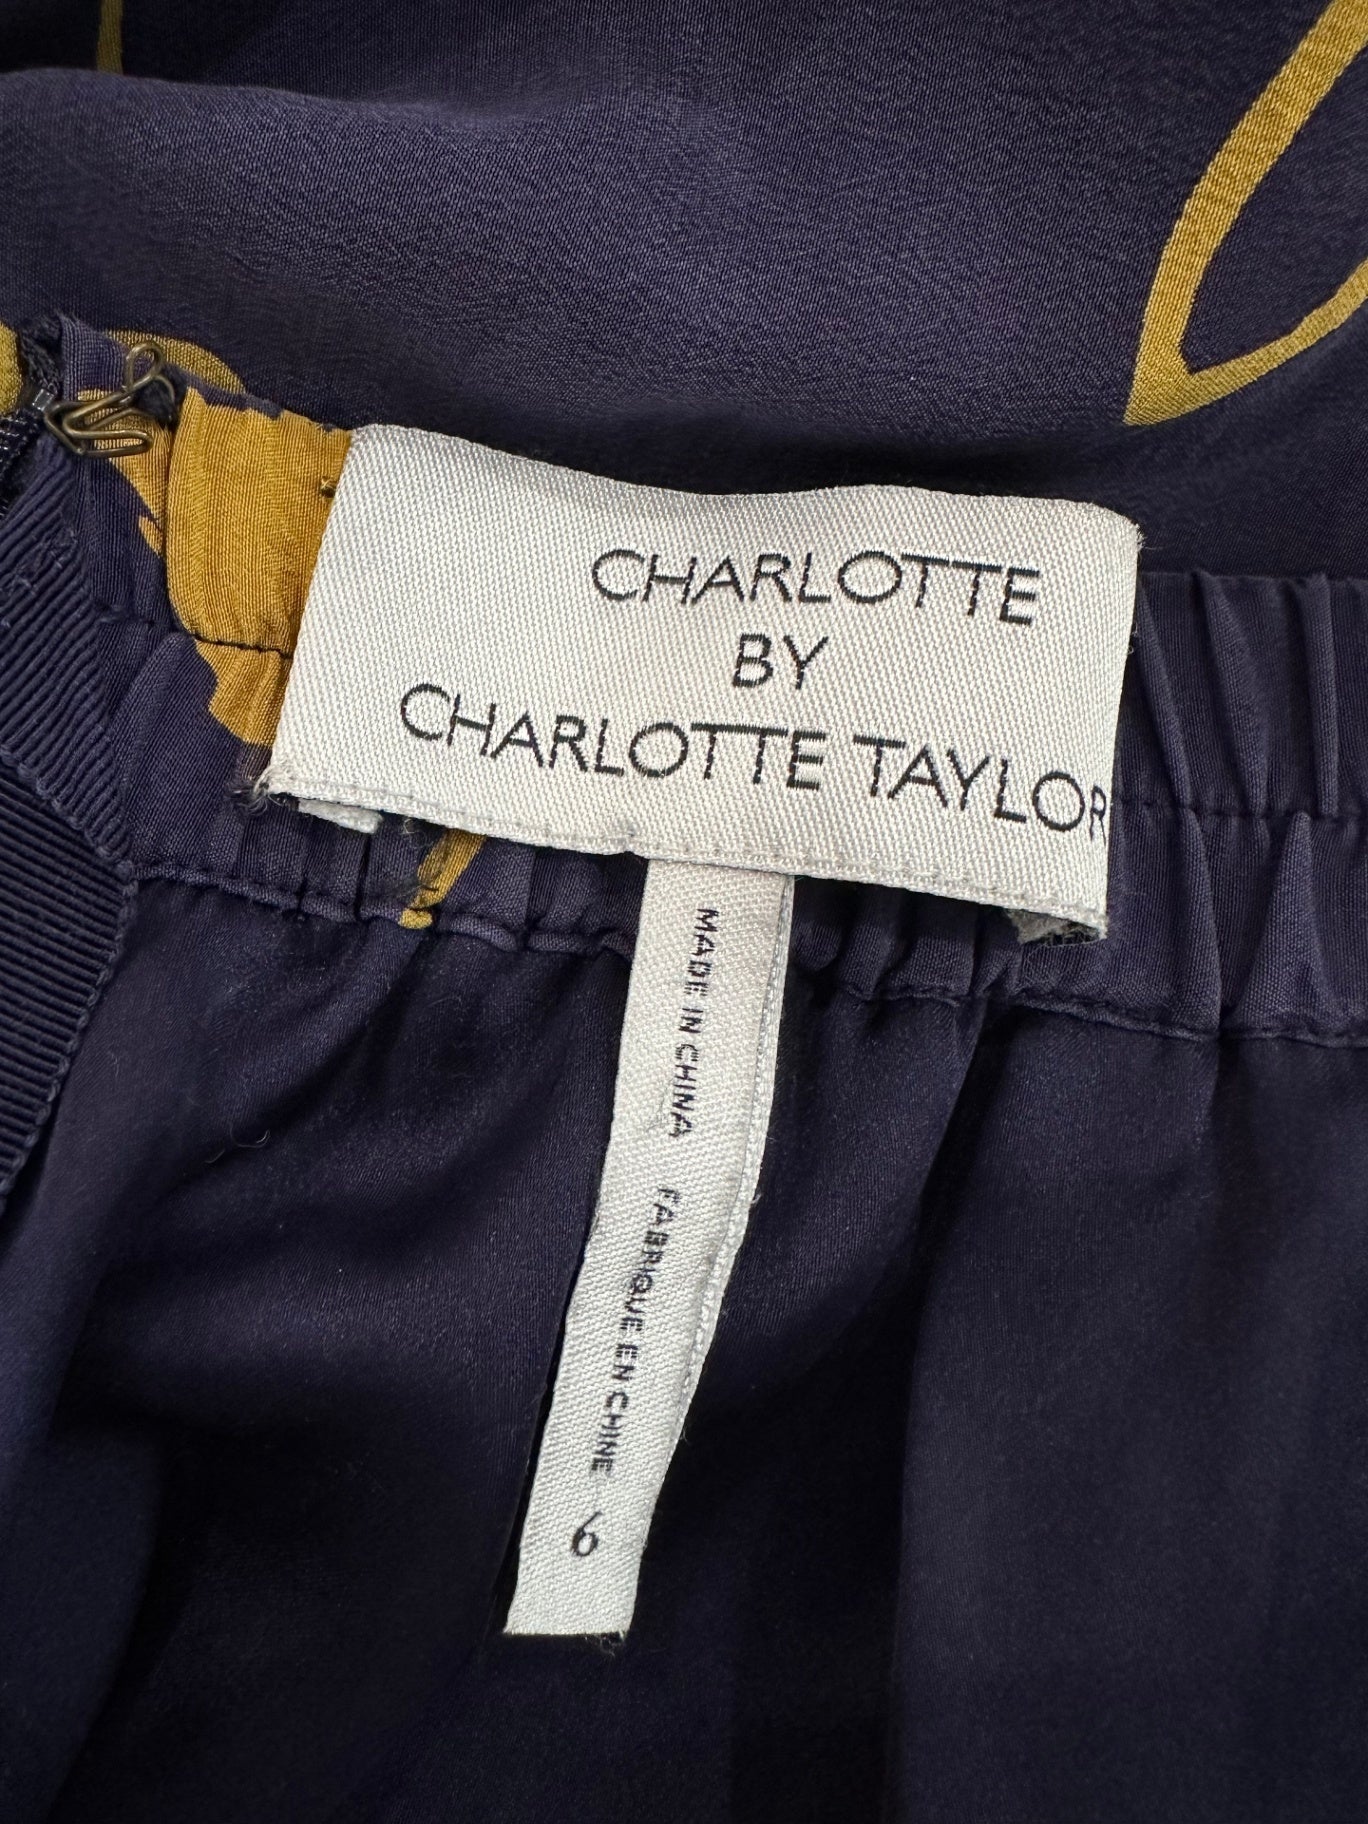 CHARLOTTE
BY
CHARLOTTE TAYLOR
MADE IN CHINA FABRIQUE EN CHINE
6